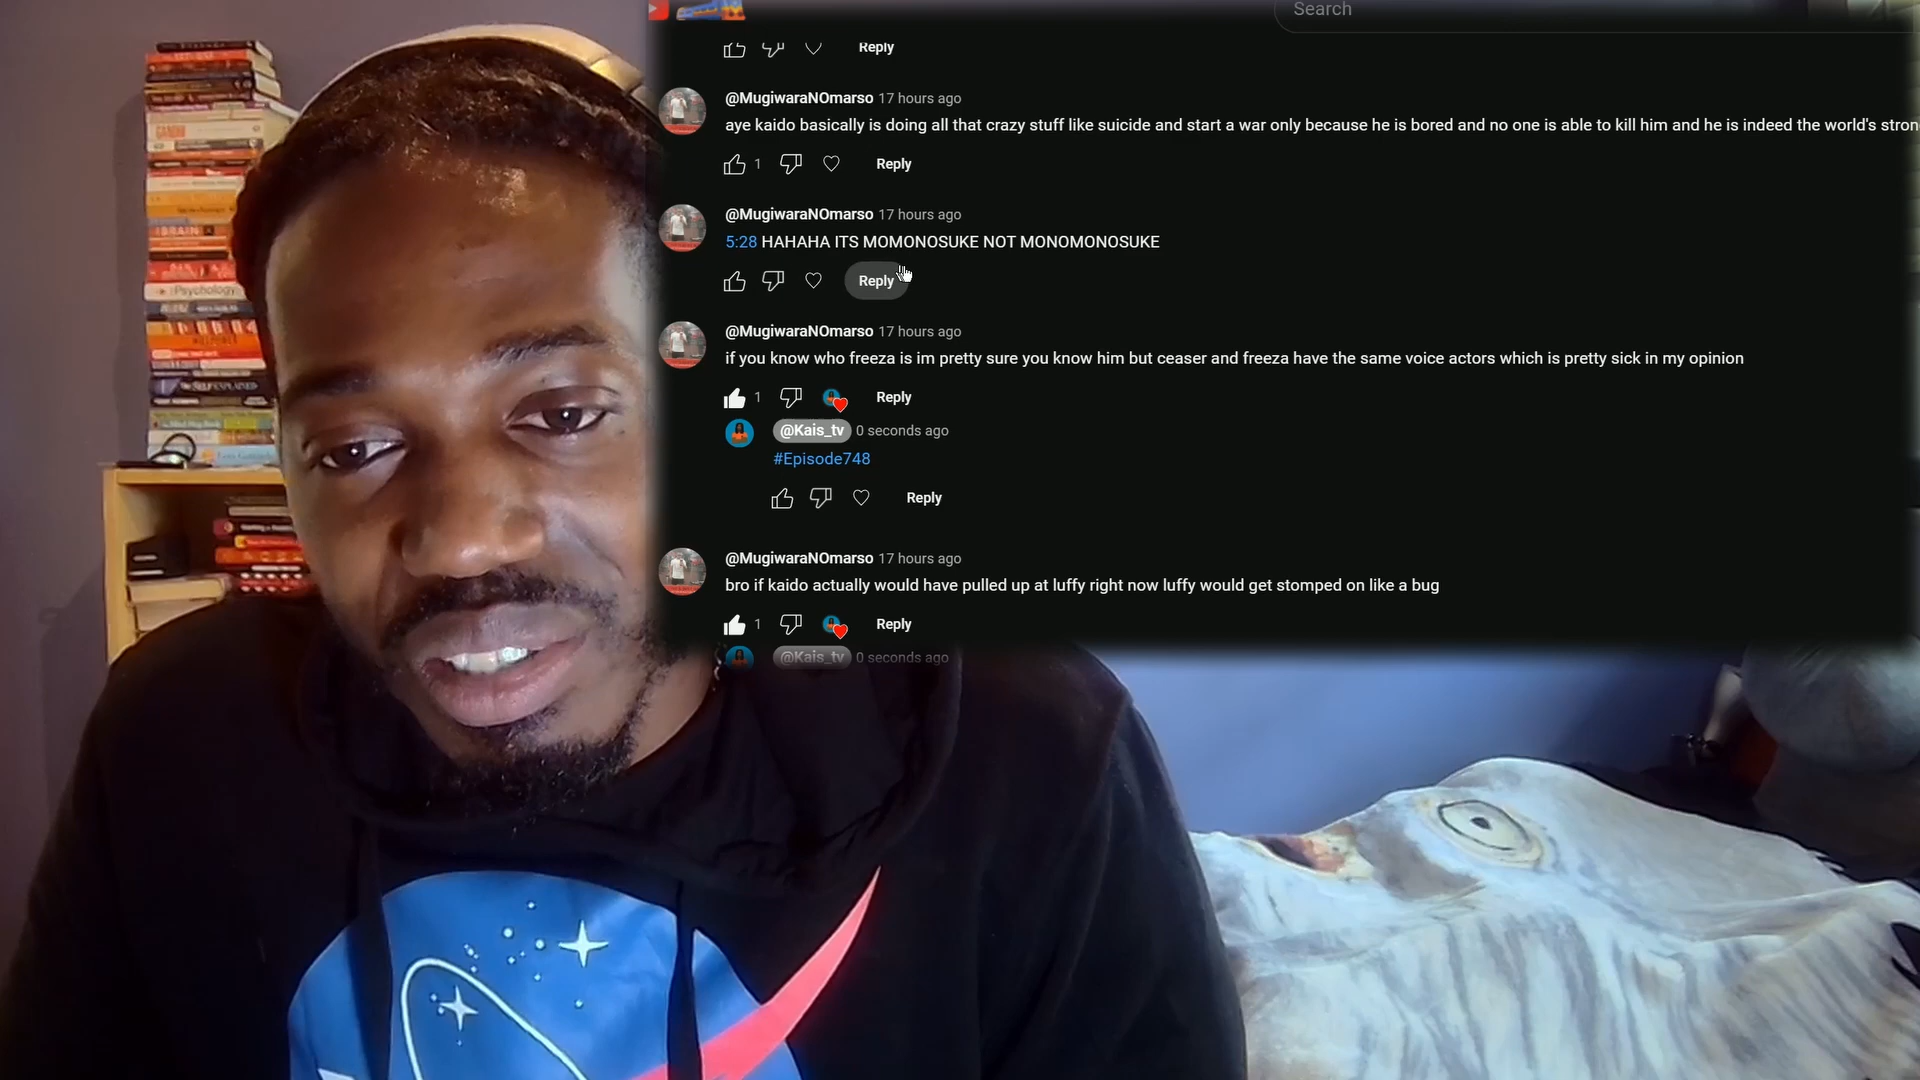 Search
Reply
@MugiwaraNOmarso 17 hours ago
aye kaido basically is doing all that crazy stuff like suicide and start a war only because he is bored and no one is able to kill him and he is indeed the world's stron
1 Reply
@MugiwaraNOmarso 17 hours ago
5:28 HAHAHA ITS MOMONOSUKE NOT MONOMONOSUKE
Reply
@MugiwaraNOmarso 17 hours ago
if you know who freeza is im pretty sure you know him but ceaser and freeza have the same voice actors which is pretty sick in my opinion
1 Reply
@Kais_tv 0 seconds ago
#Episode748
Reply
@MugiwaraNOmarso 17 hours ago
bro if kaido actually would have pulled up at luffy right now luffy would get stomped on like a bug
1 Reply
@Kais_tv 0 seconds ago
GANDHI
BRAIN
Psychology